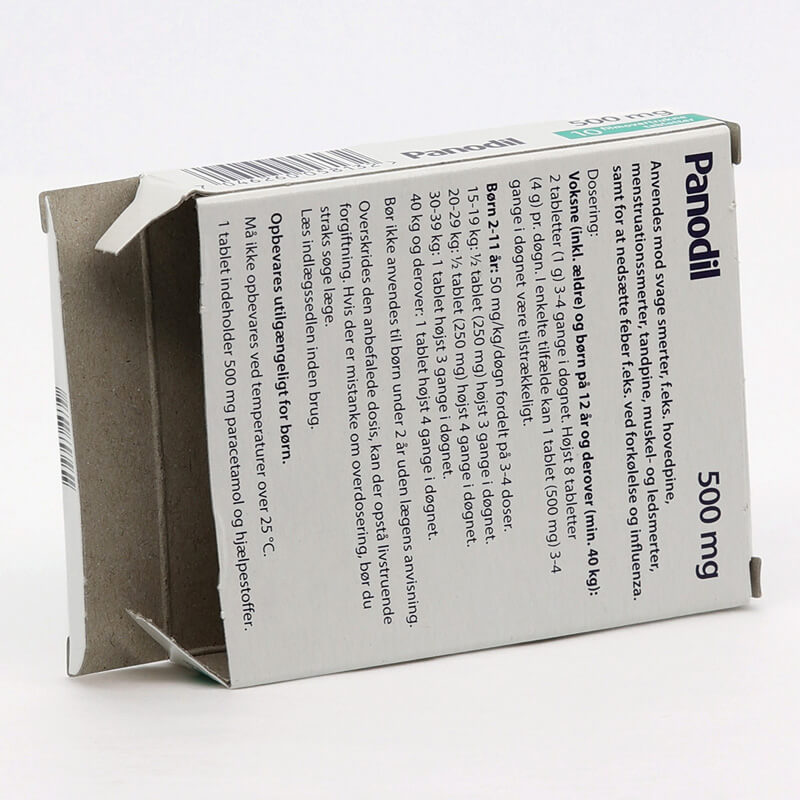 Panodil 500 mg
Anvendes mod svage smerter, f.eks. hovedpine,
menstruationssmerter, tandpine, muskel- og ledsmerter,
samt for at nedsætte feber f.eks. ved forkølelse og influenza.
Dosering:
Voksne (inkl. ældre) og børn på 12 år og derover (min. 40 kg):
2 tabletter (1 g) 3-4 gange i døgnet. Højst 8 tabletter
(4 g) pr. døgn. I enkelte tilfælde kan 1 tablet (500 mg) 3-4
gange i døgnet være tilstrækkeligt.
Børn 2-11 år: 50 mg/kg/døgn fordelt på 3-4 doser.
15-19 kg: ½ tablet (250 mg) højst 3 gange i døgnet.
20-29 kg: ½ tablet (250 mg) højst 4 gange i døgnet.
30-39 kg: 1 tablet højst 3 gange i døgnet.
40 kg og derover: 1 tablet højst 4 gange i døgnet.
Bør ikke anvendes til børn under 2 år uden lægens anvisning.
Overskrides den anbefalede dosis, kan der opstå livstruende
forgiftning. Hvis der er mistanke om overdosering, bør du
straks søge læge.
Læs indlægssedlen inden brug.
Opbevares utilgængeligt for børn.
Må ikke opbevares ved temperaturer over 25 °C.
1 tablet indeholder 500 mg paracetamol og hjælpestoffer.
Panodil 500 mg
10 filmovertrukne
tabletter